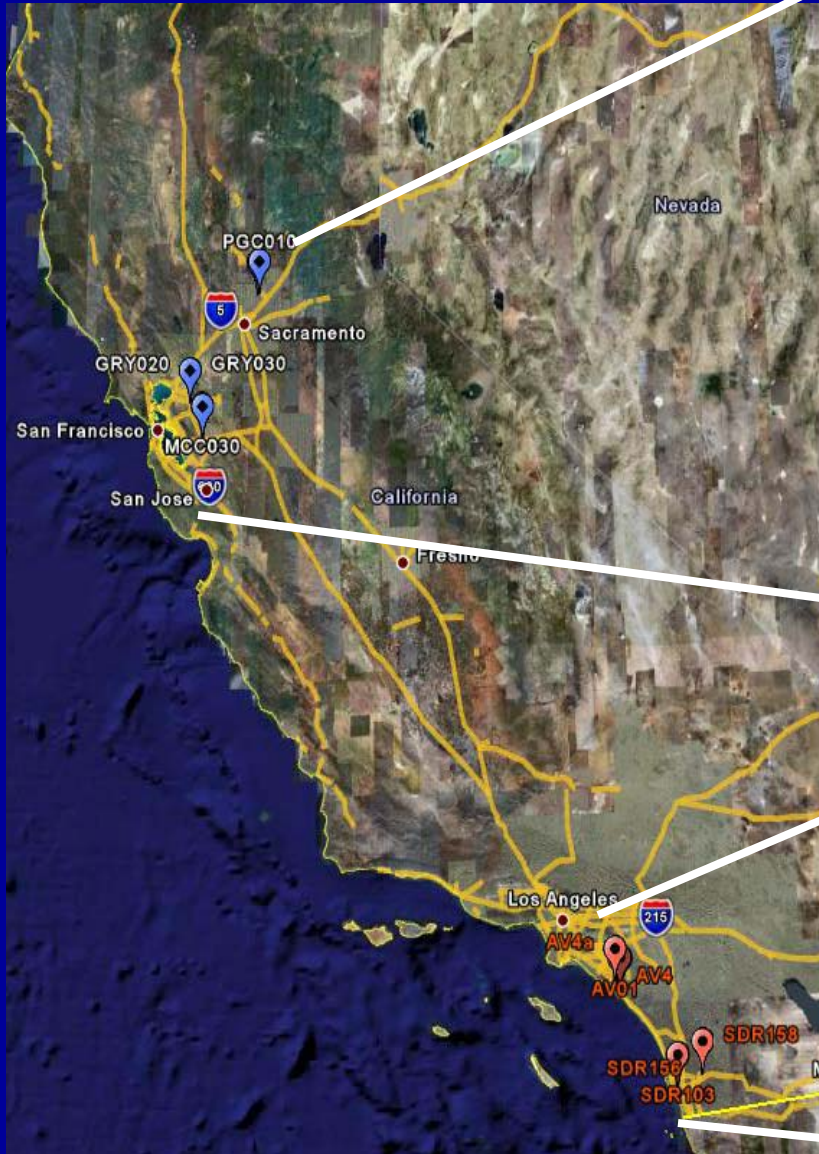 Nevada
PGC010
5
Sacramento
GRY020 GRY030
San Francisco
MCC030
San Jose
California
Fresno
Los Angeles
215
AV4a
AV4
AV01
SDR158
SDR156
SDR103
M